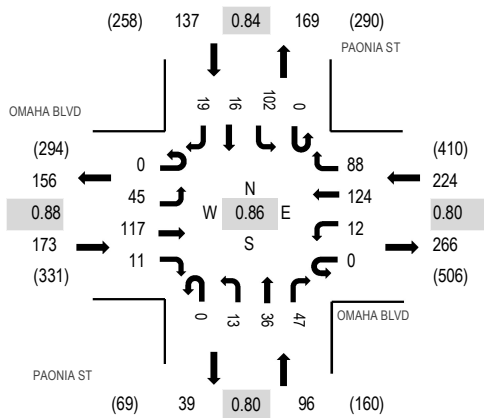 (258) 137 0.84 169 (290)
PAONIA ST
19 16 102 0
OMAHA BLVD
(294) 0 88 (410)
156 45 N 124 224
0.88 W 0.86 E 0.80
173 117 S 12 266
(331) 11 0 (506)
0 13 36 47
OMAHA BLVD
PAONIA ST
(69) 39 0.80 96 (160)